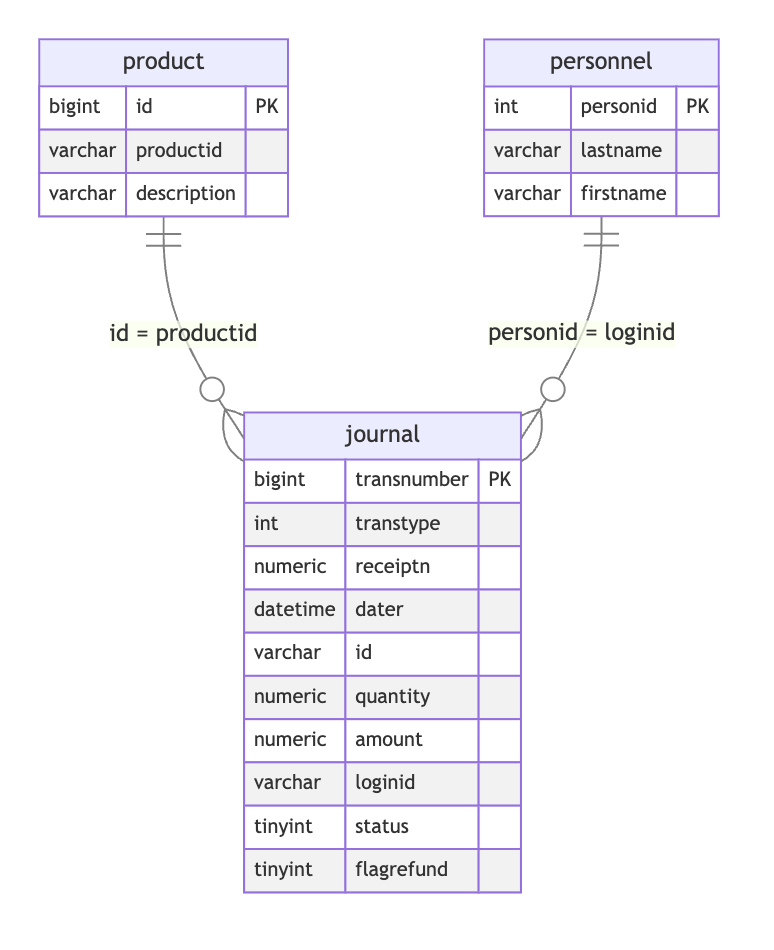 product
bigint id PK
varchar productid
varchar description
personnel
int personid PK
varchar lastname
varchar firstname
id = productid
personid = loginid
journal
bigint transnumber PK
int transtype
numeric receiptn
datetime dater
varchar id
numeric quantity
numeric amount
varchar loginid
tinyint status
tinyint flagrefund